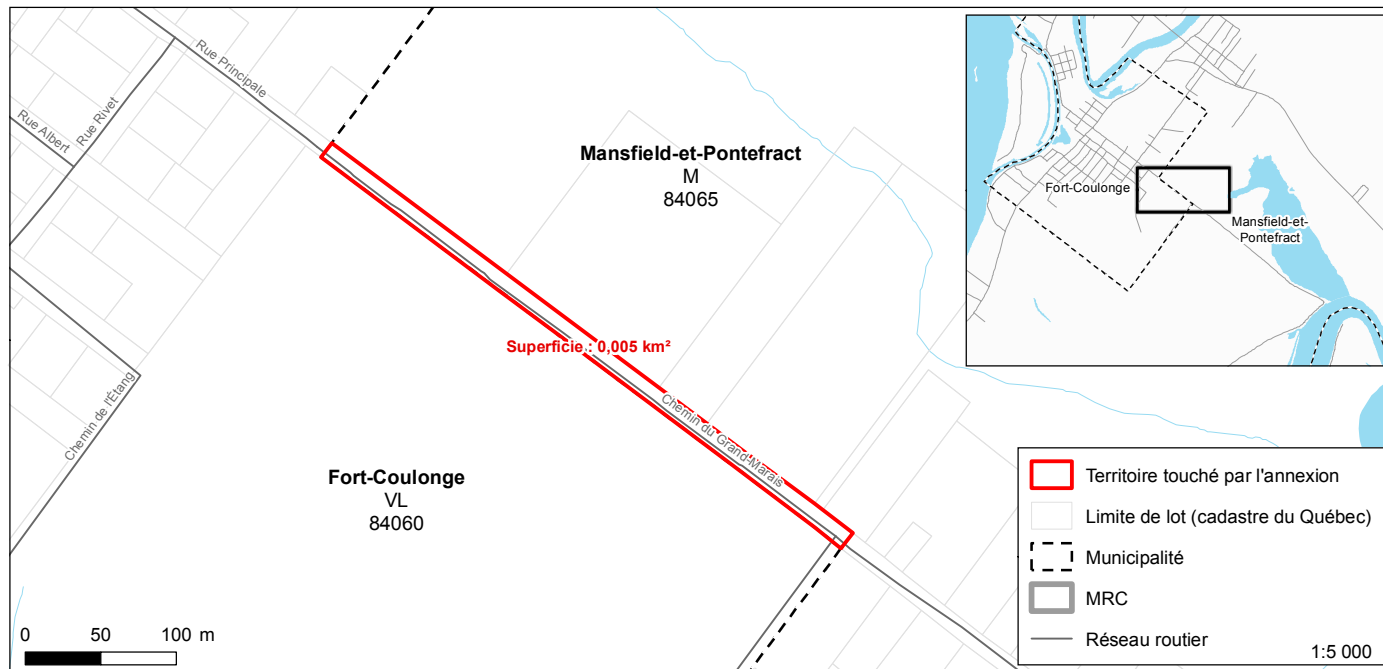 Rue Principale
Rue Rivet
Rue Albert
Mansfield-et-Pontefract
M
84065
Superficie : 0,005 km²
Chemin du Grand-Marais
Chemin de l'Étang
Fort-Coulonge
VL
84060
0 50 100 m
Fort-Coulonge
Mansfield-et-
Pontefract
Territoire touché par l'annexion
Limite de lot (cadastre du Québec)
Municipalité
MRC
Réseau routier
1:5 000